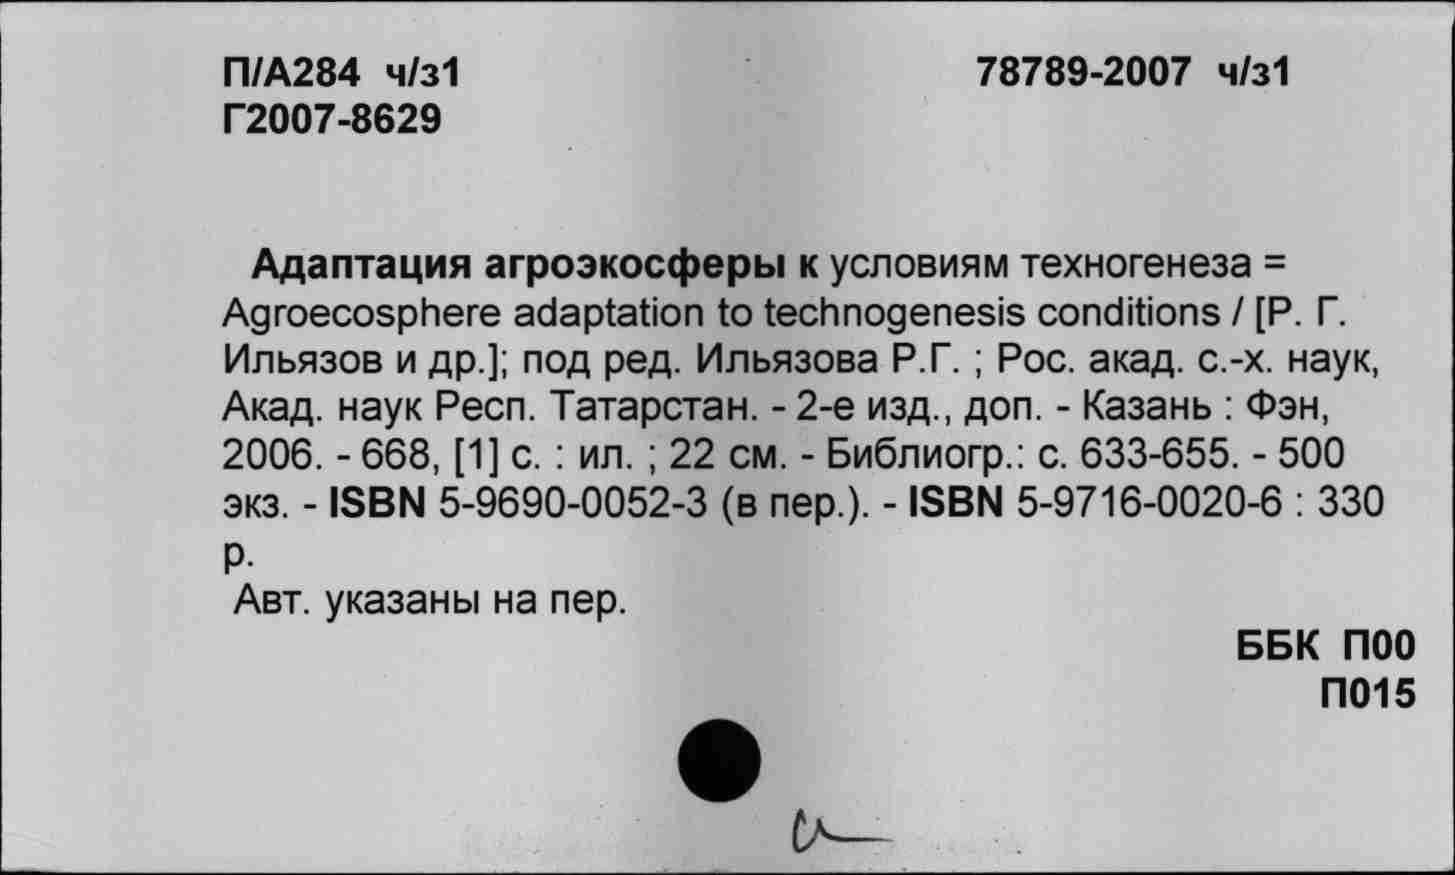 П/А284 ч/з1 78789-2007 ч/з1
Г2007-8629
Адаптация агроэкосферы к условиям техногенеза =
Agroecosphere adaptation to technogenesis conditions / [Р. Г.
Ильязов и др.]; под ред. Ильязова Р.Г. ; Рос. акад. с.-х. наук,
Акад. наук Респ. Татарстан. - 2-е изд., доп. - Казань : Фэн,
2006. - 668, [1] с. : ил. ; 22 см. - Библиогр.: с. 633-655. - 500
экз. - ISBN 5-9690-0052-3 (в пер.). - ISBN 5-9716-0020-6 : 330
р.
Авт. указаны на пер.
ББК П00
П015